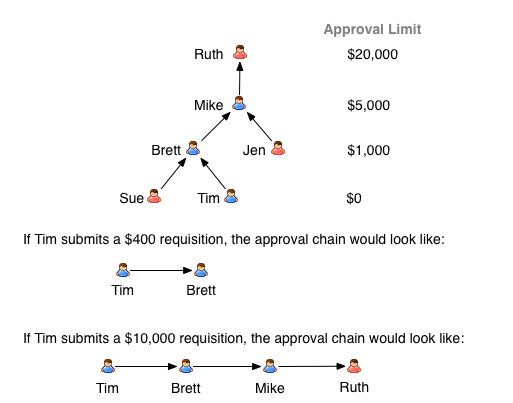 Approval Limit
Ruth $20,000
Mike $5,000
Brett Jen $1,000
Sue Tim $0
If Tim submits a $400 requisition, the approval chain would look like:
Tim Brett
If Tim submits a $10,000 requisition, the approval chain would look like:
Tim Brett Mike Ruth